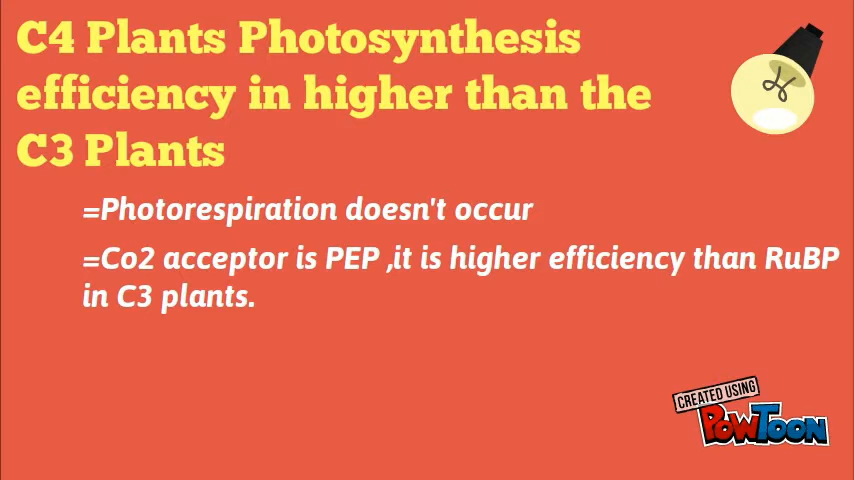 C4 Plants Photosynthesis
efficiency in higher than the
C3 Plants
=Photorespiration doesn't occur
=Co2 acceptor is PEP ,it is higher efficiency than RuBP
in C3 plants.
CREATED USING
POWTOON